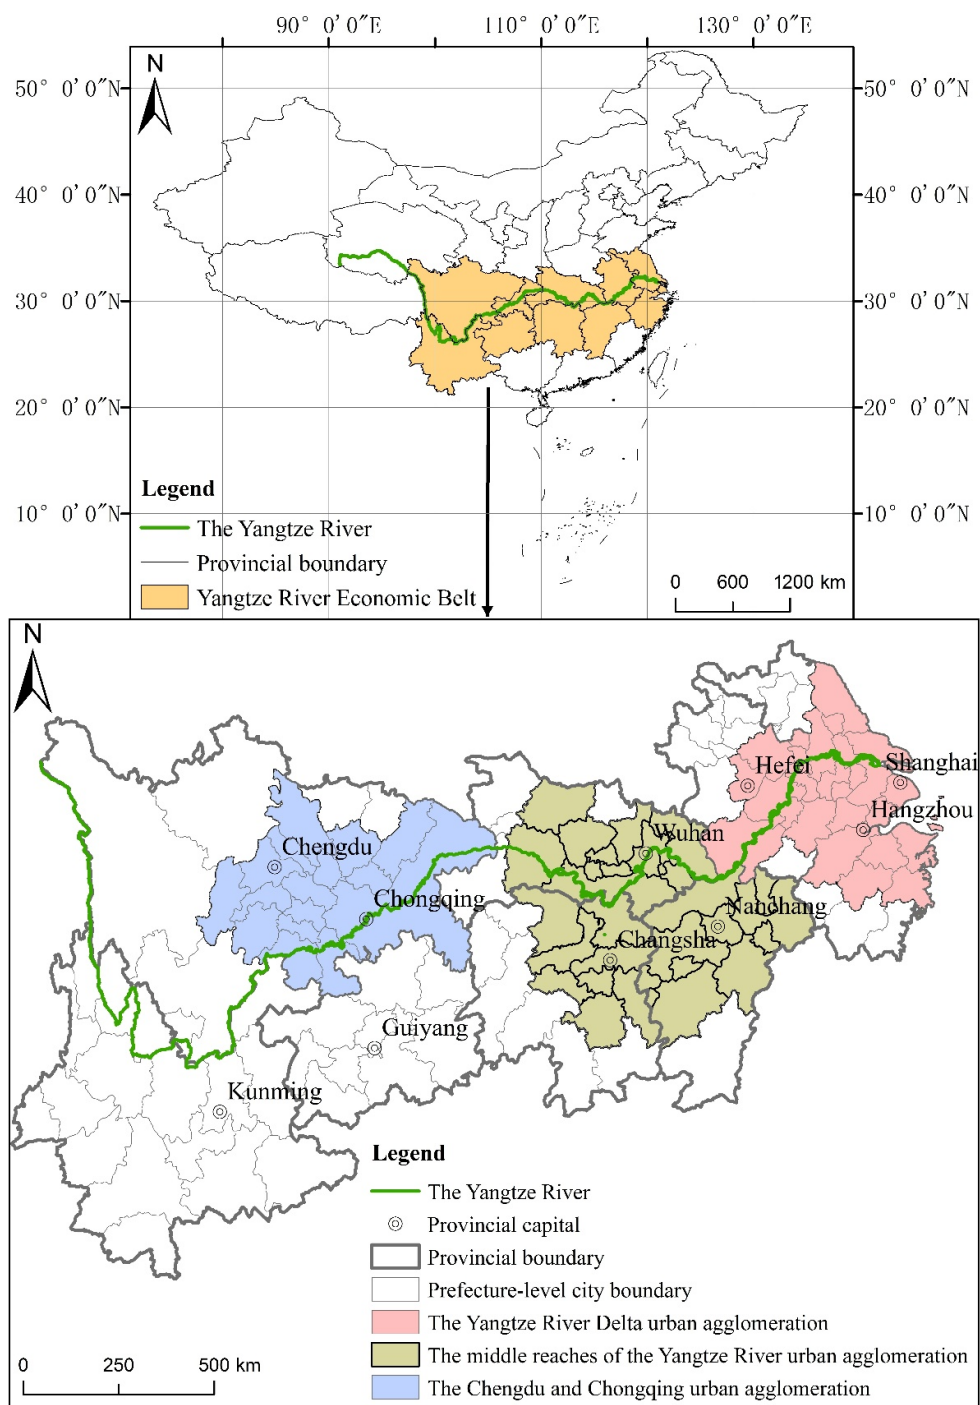 90° 0'0"E 110° 0'0"E 130° 0'0"E
N
50° 0'0"N 50° 0'0"N
40° 0'0"N 40° 0'0"N
30° 0'0"N 30° 0'0"N
20° 0'0"N 20° 0'0"N
Legend
10° 0'0"N 10° 0'0"N
The Yangtze River
Provincial boundary
0 600 1200 km
Yangtze River Economic Belt
N
Hefei
Shanghai
Hangzhou
Wuhan
Chengdu
Chongqing
Nanchang
Changsha
Guiyang
Kunming
Legend
The Yangtze River
Provincial capital
Provincial boundary
Prefecture-level city boundary
The Yangtze River Delta urban agglomeration
The middle reaches of the Yangtze River urban agglomeration
The Chengdu and Chongqing urban agglomeration
0 250 500 km